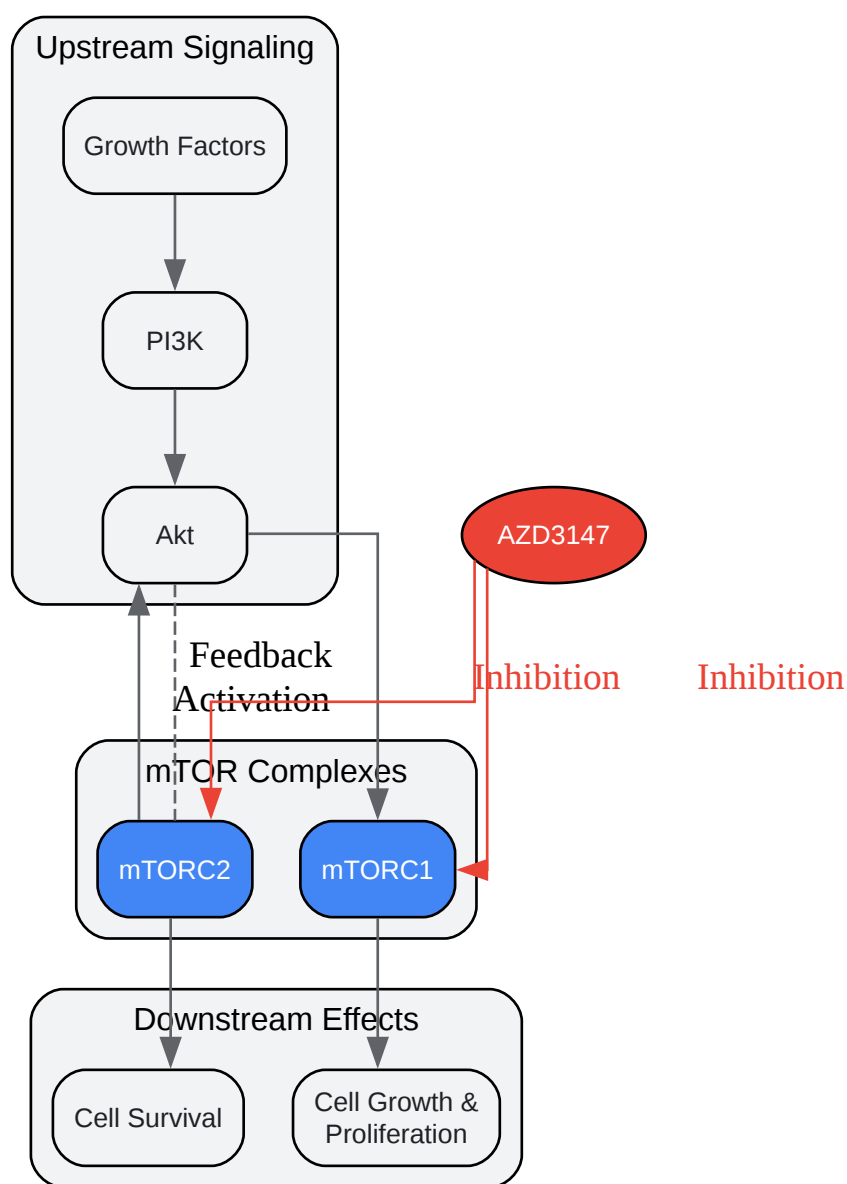 Upstream Signaling
Growth Factors
PI3K
Akt
AZD3147
Feedback
Activation
Inhibition
Inhibition
mTOR Complexes
mTORC2
mTORC1
Downstream Effects
Cell Survival
Cell Growth &
Proliferation